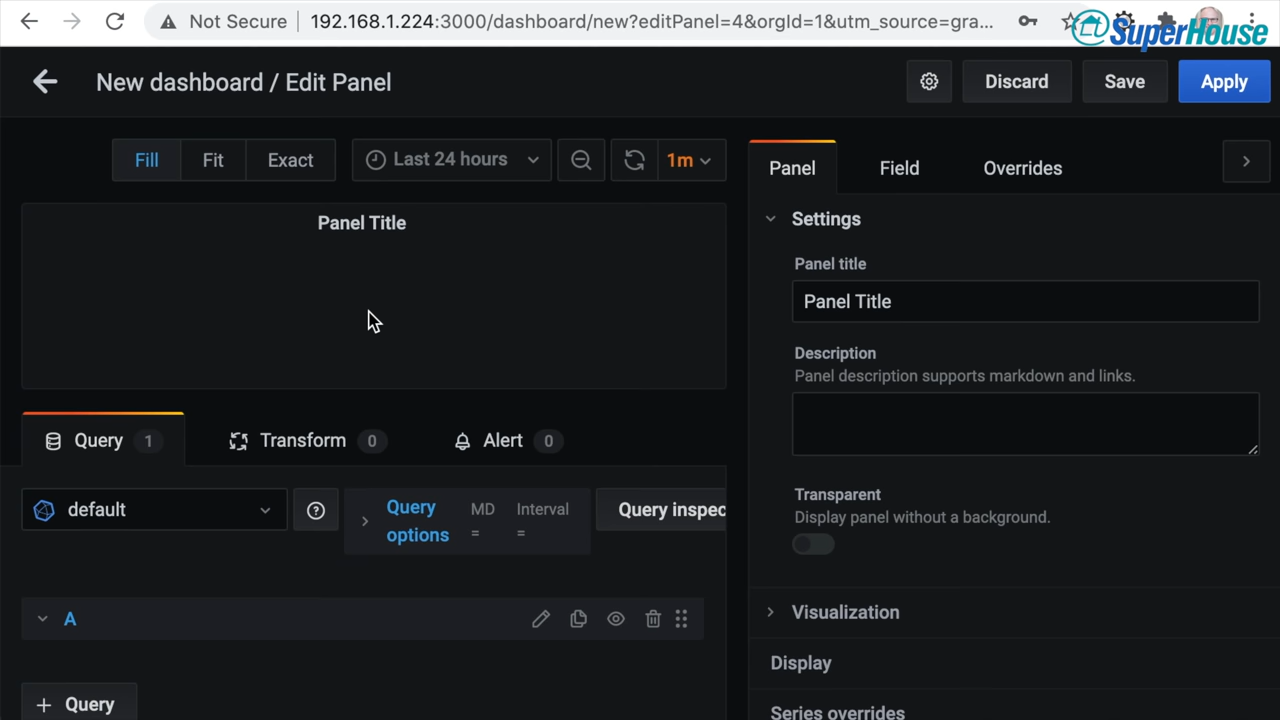 Not Secure 192.168.1.224:3000/dashboard/new?editPanel=4&orgId=1&utm_source=gra...
SuperHouse
New dashboard / Edit Panel
Discard
Save
Apply
Fill
Fit
Exact
Last 24 hours
1m
Panel
Field
Overrides
Panel Title
Settings
Panel title
Panel Title
Description
Panel description supports markdown and links.
Query 1
Transform 0
Alert 0
Transparent
Display panel without a background.
default
Query options
MD =
Interval =
Query inspec
A
Visualization
Display
Series overrides
+ Query